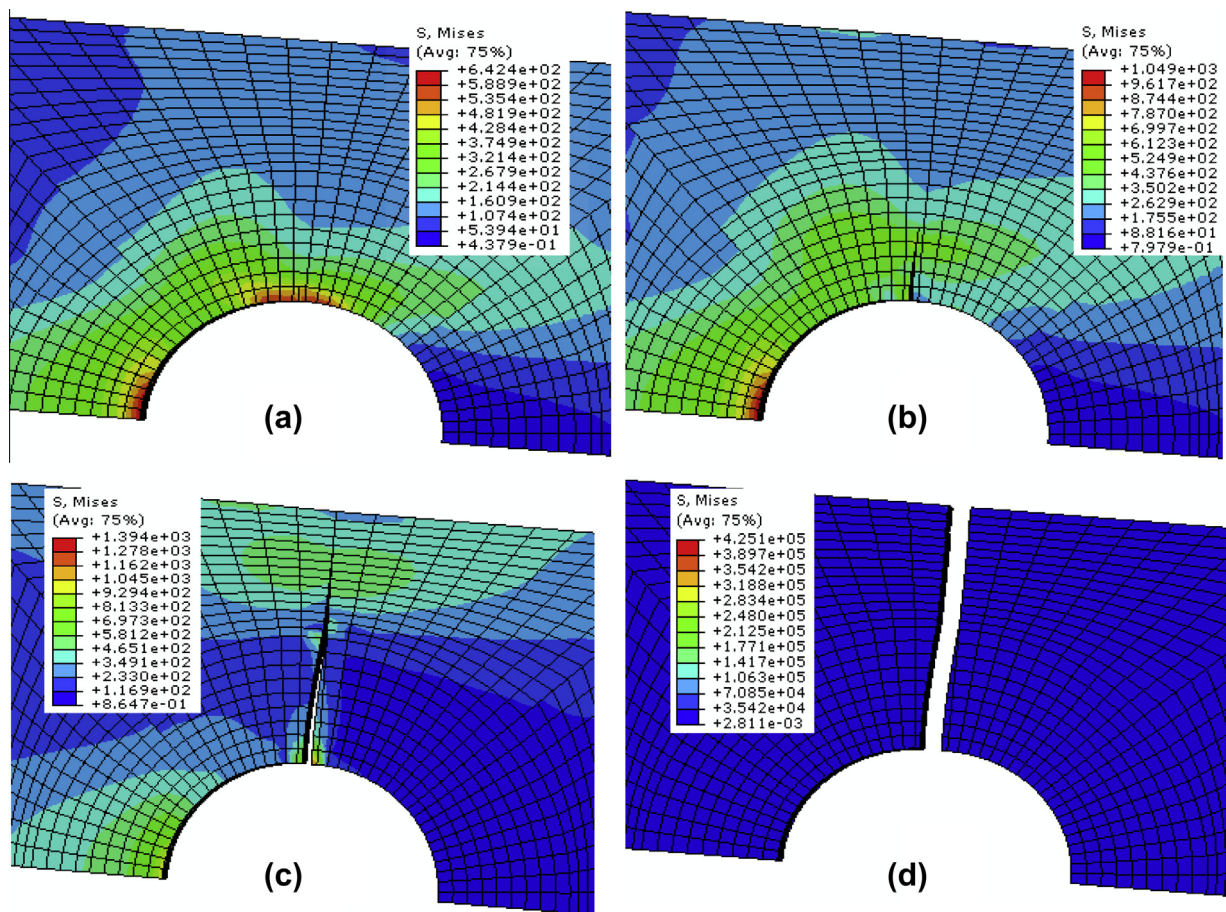 S, Mises
(Avg: 75%)
+6.424e+02
+5.889e+02
+5.354e+02
+4.819e+02
+4.284e+02
+3.749e+02
+3.214e+02
+2.679e+02
+2.144e+02
+1.609e+02
+1.074e+02
+5.394e+01
+4.379e-01
(a)
S, Mises
(Avg: 75%)
+1.049e+03
+9.617e+02
+8.744e+02
+7.870e+02
+6.997e+02
+6.123e+02
+5.249e+02
+4.376e+02
+3.502e+02
+2.629e+02
+1.755e+02
+8.816e+01
+7.979e-01
(b)
S, Mises
(Avg: 75%)
+1.394e+03
+1.278e+03
+1.162e+03
+1.045e+03
+9.294e+02
+8.133e+02
+6.973e+02
+5.812e+02
+4.651e+02
+3.491e+02
+2.330e+02
+1.169e+02
+8.647e-01
(c)
S, Mises
(Avg: 75%)
+4.251e+05
+3.897e+05
+3.542e+05
+3.188e+05
+2.834e+05
+2.480e+05
+2.125e+05
+1.771e+05
+1.417e+05
+1.063e+05
+7.085e+04
+3.542e+04
+2.811e-03
(d)